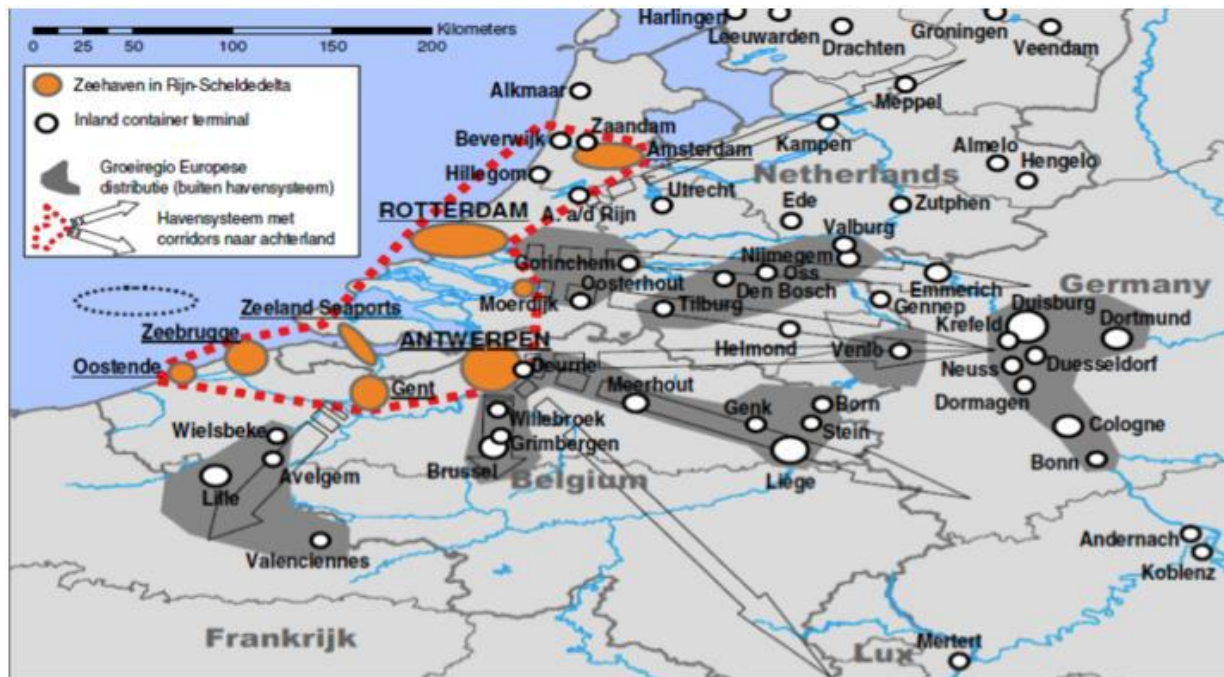 Kilometers
0 25 50 100 150 200
Zeehaven in Rijn-Scheldedelta
Inland container terminal
Groeiregio Europese
distributie (buiten havensysteem)
Havensysteem met
corridors naar achterland
Harlingen
Leeuwarden
Drachten
Groningen
Veendam
Alkmaar
Meppel
Beverwijk
Zaandam
Kampen
Amsterdam
Almelo
Hengelo
Hillegom
Netherlands
Utrecht
A. a/d Rijn
Ede
Zutphen
ROTTERDAM
Valburg
Nijmegem
Gorinchem
Oss
Emmerich
Germany
Oosterhout
Den Bosch
Moerdijk
Tilburg
Gennep
Duisburg
Zeeland Seaports
Krefeld
Dortmund
Zeebrugge
ANTWERPEN
Helmond
Venlo
Neuss
Duesseldorf
Oostende
Deurne
Gent
Meerhout
Dormagen
Genk
Born
Stein
Willebroek
Wielsbeke
Grimbergen
Cologne
Brussel
Belgium
Avelgem
Liège
Bonn
Lille
Valenciennes
Andernach
Koblenz
Frankrijk
Mertert
Lux